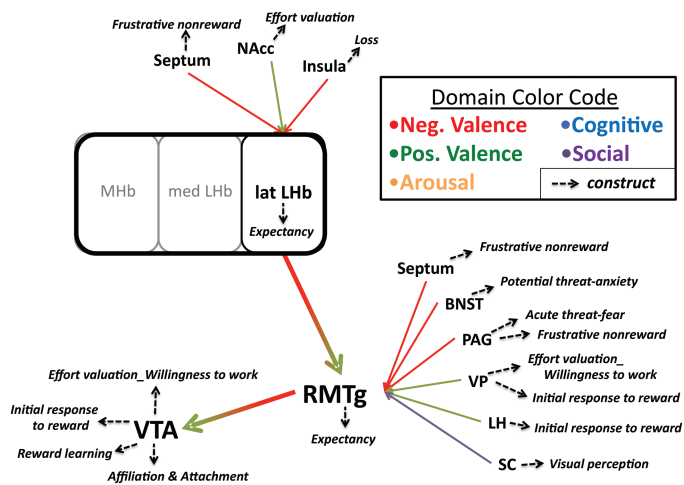 Frustrative nonreward
Effort valuation
Septum
NAcc
Insula
Loss
Domain Color Code
•Neg. Valence
•Cognitive
•Pos. Valence
•Social
•Arousal
construct
MHb
med LHb
lat LHb
Expectancy
Septum
Frustrative nonreward
BNST
Potential threat-anxiety
PAG
Acute threat-fear
Frustrative nonreward
VP
Effort valuation_
Willingness to work
Initial response to reward
LH
Initial response to reward
SC
Visual perception
RMTg
Expectancy
Effort valuation_Willingness to work
Initial response
to reward
VTA
Reward learning
Affiliation & Attachment